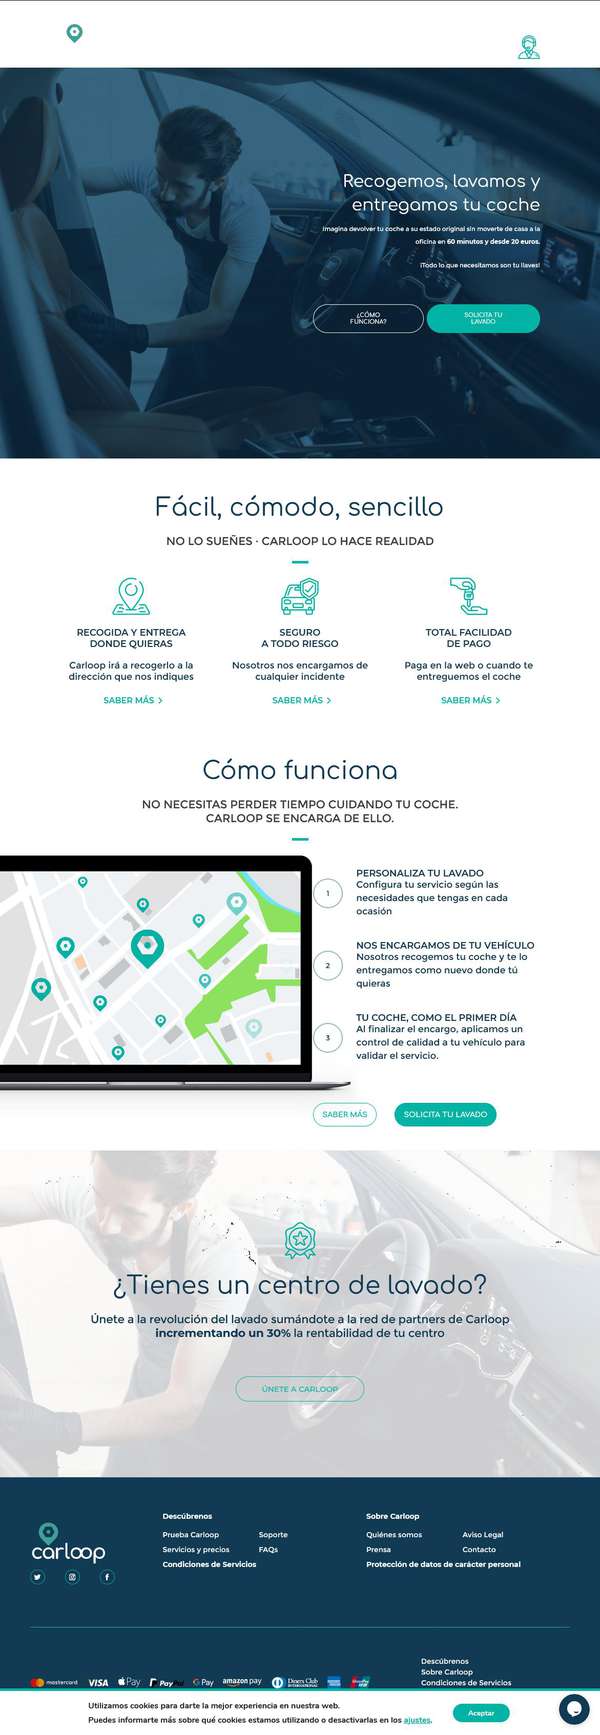 Recogemos, lavamos y
entregamos tu coche
Imagina devolver tu coche a su estado original sin moverte de casa a la
oficina en 60 minutos y desde 20 euros.
¡Todo lo que necesitamos son tu llaves!
¿CÓMO
FUNCIONA?
SOLICITA TU
LAVADO
Fácil, cómodo, sencillo
NO LO SUEÑES · CARLOOP LO HACE REALIDAD
RECOGIDA Y ENTREGA
DONDE QUIERAS
Carloop irá a recogerlo a la
dirección que nos indiques
SABER MÁS >
SEGURO
A TODO RIESGO
Nosotros nos encargamos de
cualquier incidente
SABER MÁS >
TOTAL FACILIDAD
DE PAGO
Paga en la web o cuando te
entreguemos el coche
SABER MÁS >
Cómo funciona
NO NECESITAS PERDER TIEMPO CUIDANDO TU COCHE.
CARLOOP SE ENCARGA DE ELLO.
1
PERSONALIZA TU LAVADO
Configura tu servicio según las
necesidades que tengas en cada
ocasión
2
NOS ENCARGAMOS DE TU VEHÍCULO
Nosotros recogemos tu coche y te lo
entregamos como nuevo donde tú
quieras
3
TU COCHE, COMO EL PRIMER DÍA
Al finalizar el encargo, aplicamos un
control de calidad a tu vehículo para
validar el servicio.
SABER MÁS
SOLICITA TU LAVADO
¿Tienes un centro de lavado?
Únete a la revolución del lavado sumándote a la red de partners de Carloop
incrementando un 30% la rentabilidad de tu centro
ÚNETE A CARLOOP
carloop
Descúbrenos
Prueba Carloop
Soporte
Servicios y precios
FAQs
Condiciones de Servicios
Sobre Carloop
Quiénes somos
Aviso Legal
Prensa
Contacto
Protección de datos de carácter personal
mastercard
VISA
Pay
PayPal
G Pay
amazon pay
Diners Club
INTERNATIONAL
Descúbrenos
Sobre Carloop
Condiciones de Servicios
Utilizamos cookies para darte la mejor experiencia en nuestra web.
Puedes informarte más sobre qué cookies estamos utilizando o desactivarlas en los ajustes.
Aceptar